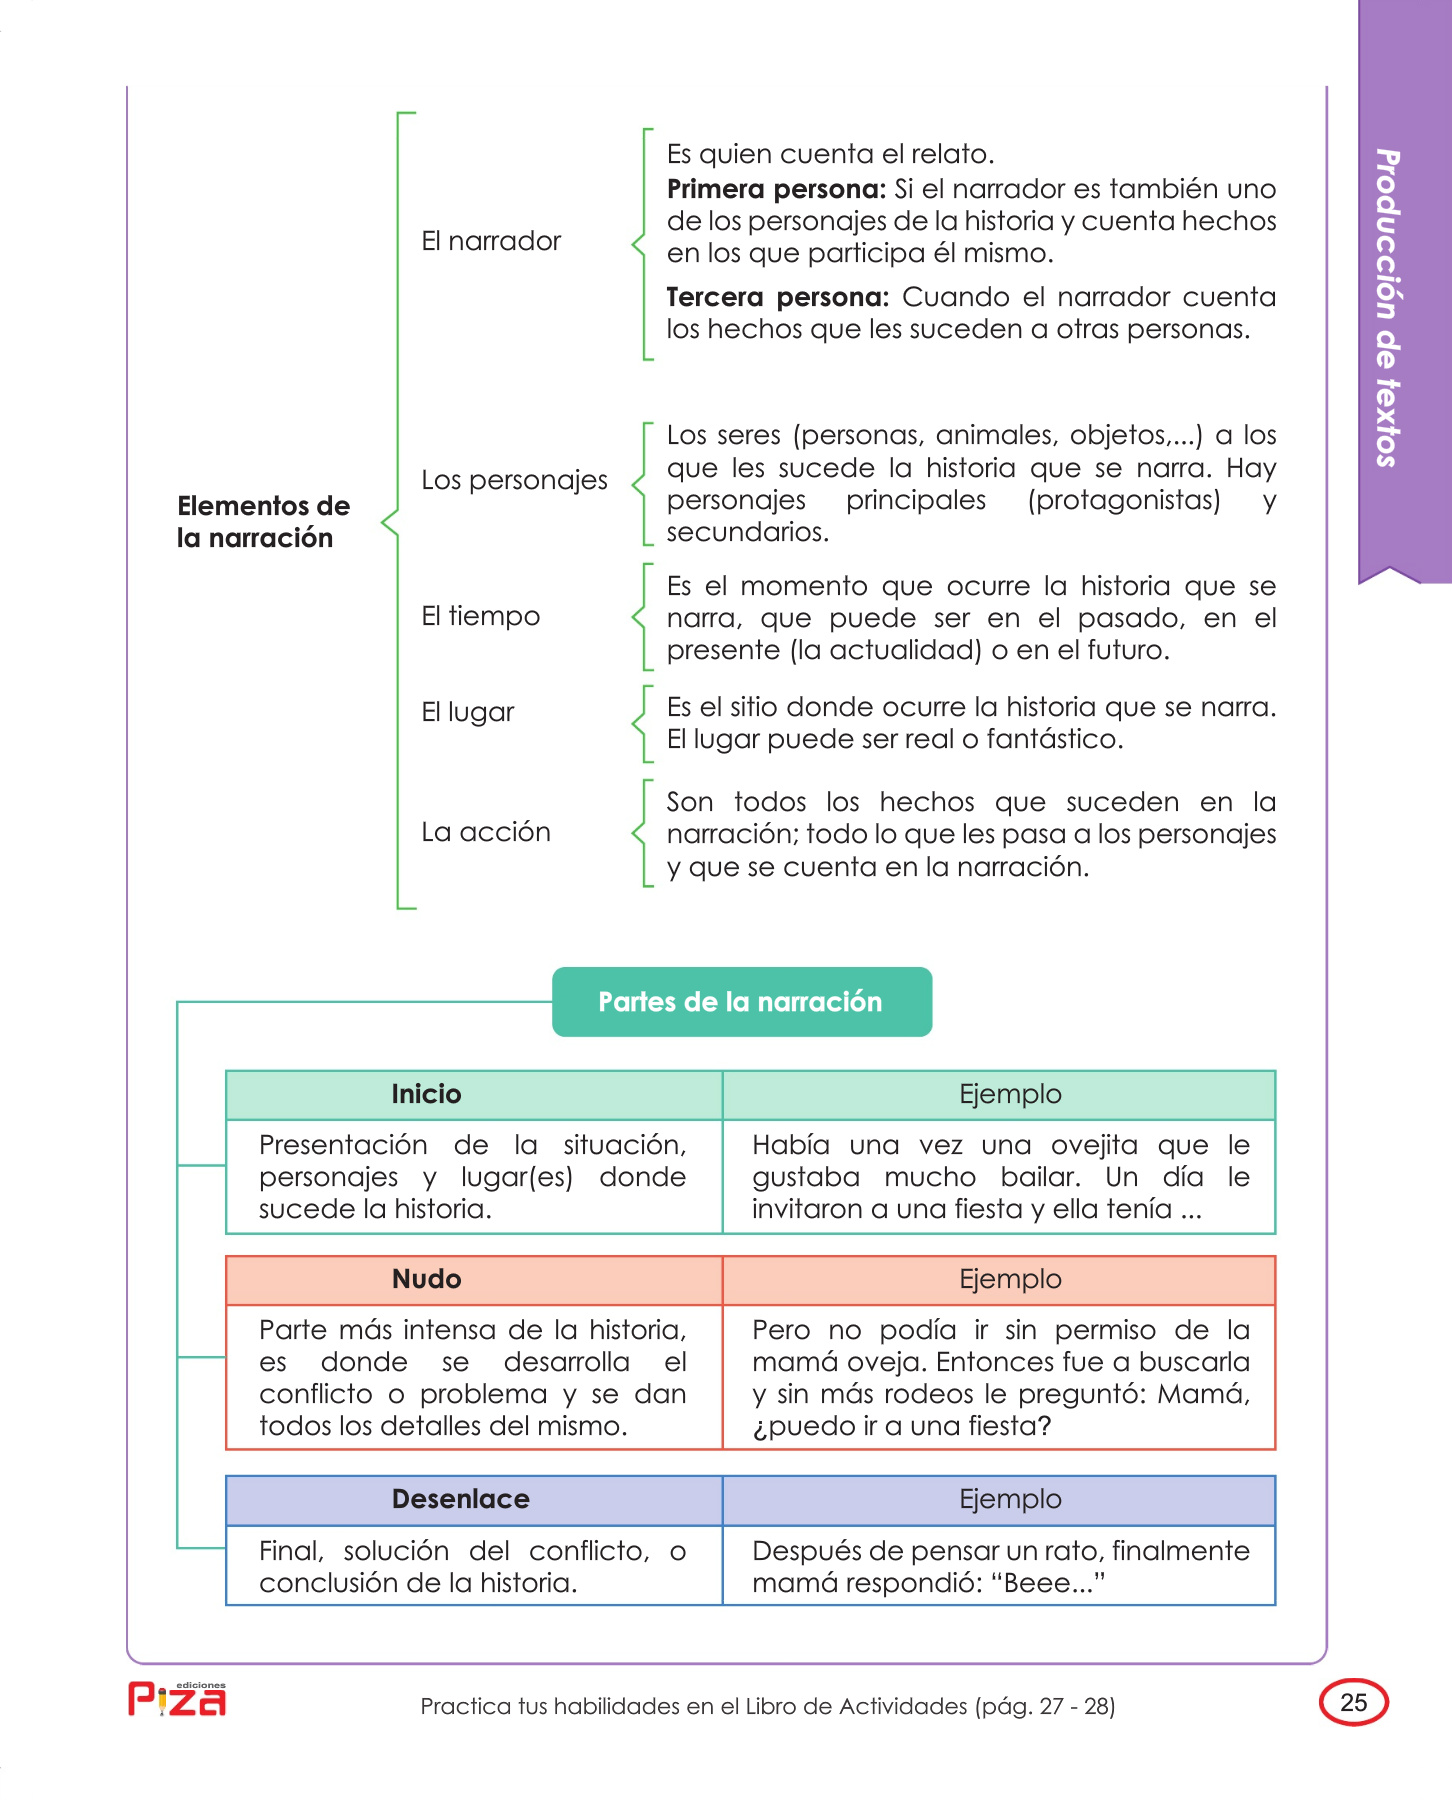 Producción de textos
Elementos de
la narración
El narrador
Es quien cuenta el relato.
Primera persona: Si el narrador es también uno
de los personajes de la historia y cuenta hechos
en los que participa él mismo.
Tercera persona: Cuando el narrador cuenta
los hechos que les suceden a otras personas.
Los personajes
Los seres (personas, animales, objetos,...) a los
que les sucede la historia que se narra. Hay
personajes principales (protagonistas) y
secundarios.
El tiempo
Es el momento que ocurre la historia que se
narra, que puede ser en el pasado, en el
presente (la actualidad) o en el futuro.
El lugar
Es el sitio donde ocurre la historia que se narra.
El lugar puede ser real o fantástico.
La acción
Son todos los hechos que suceden en la
narración; todo lo que les pasa a los personajes
y que se cuenta en la narración.
Partes de la narración
Inicio
Ejemplo
Presentación de la situación,
personajes y lugar(es) donde
sucede la historia.
Había una vez una ovejita que le
gustaba mucho bailar. Un día le
invitaron a una fiesta y ella tenía ...
Nudo
Ejemplo
Parte más intensa de la historia,
es donde se desarrolla el
conflicto o problema y se dan
todos los detalles del mismo.
Pero no podía ir sin permiso de la
mamá oveja. Entonces fue a buscarla
y sin más rodeos le preguntó: Mamá,
¿puedo ir a una fiesta?
Desenlace
Ejemplo
Final, solución del conflicto, o
conclusión de la historia.
Después de pensar un rato, finalmente
mamá respondió: “Beee...”
ediciones
Piza
Practica tus habilidades en el Libro de Actividades (pág. 27 - 28)
25